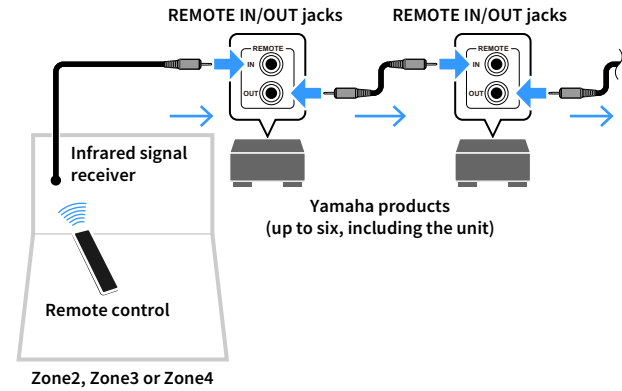 REMOTE IN/OUT jacks
REMOTE IN/OUT jacks
REMOTE
IN
OUT
REMOTE
IN
OUT
Infrared signal
receiver
Yamaha products
(up to six, including the unit)
Remote control
Zone2, Zone3 or Zone4